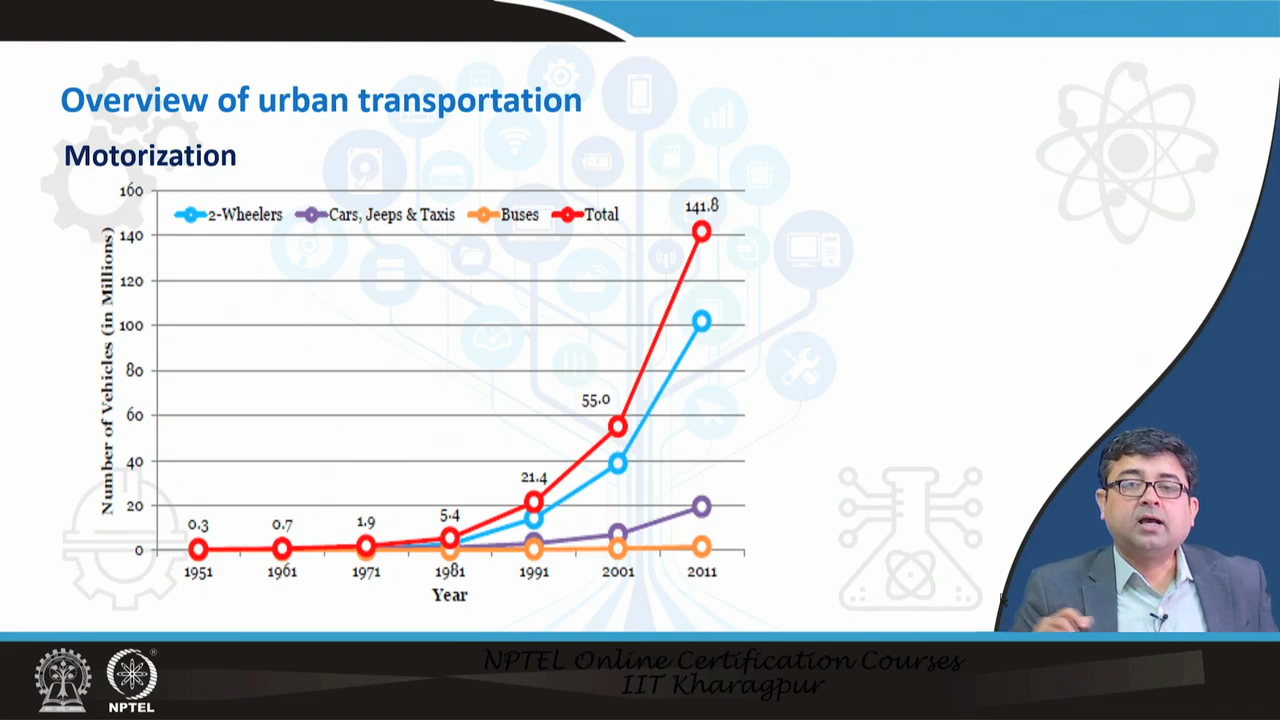 Overview of urban transportation
Motorization
160
2-Wheelers Cars, Jeeps & Taxis Buses Total
141.8
140
120
100
80
60
55.0
40
21.4
20
5.4
1.9
0.7
0.3
0
1951 1961 1971 1981 1991 2001 2011
Number of Vehicles (in Millions)
Year
NPTEL Online Certification Courses
IIT Kharagpur
NPTEL